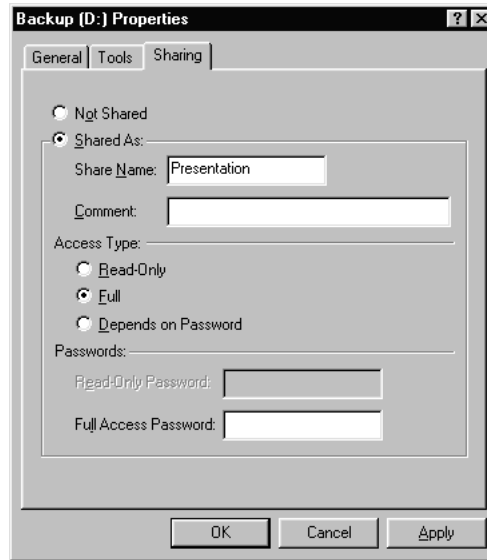 Backup (D:) Properties
General Tools Sharing
Not Shared
Shared As:
Share Name: Presentation
Comment:
Access Type:
Read-Only
Full
Depends on Password
Passwords:
Read-Only Password:
Full Access Password:
OK Cancel Apply